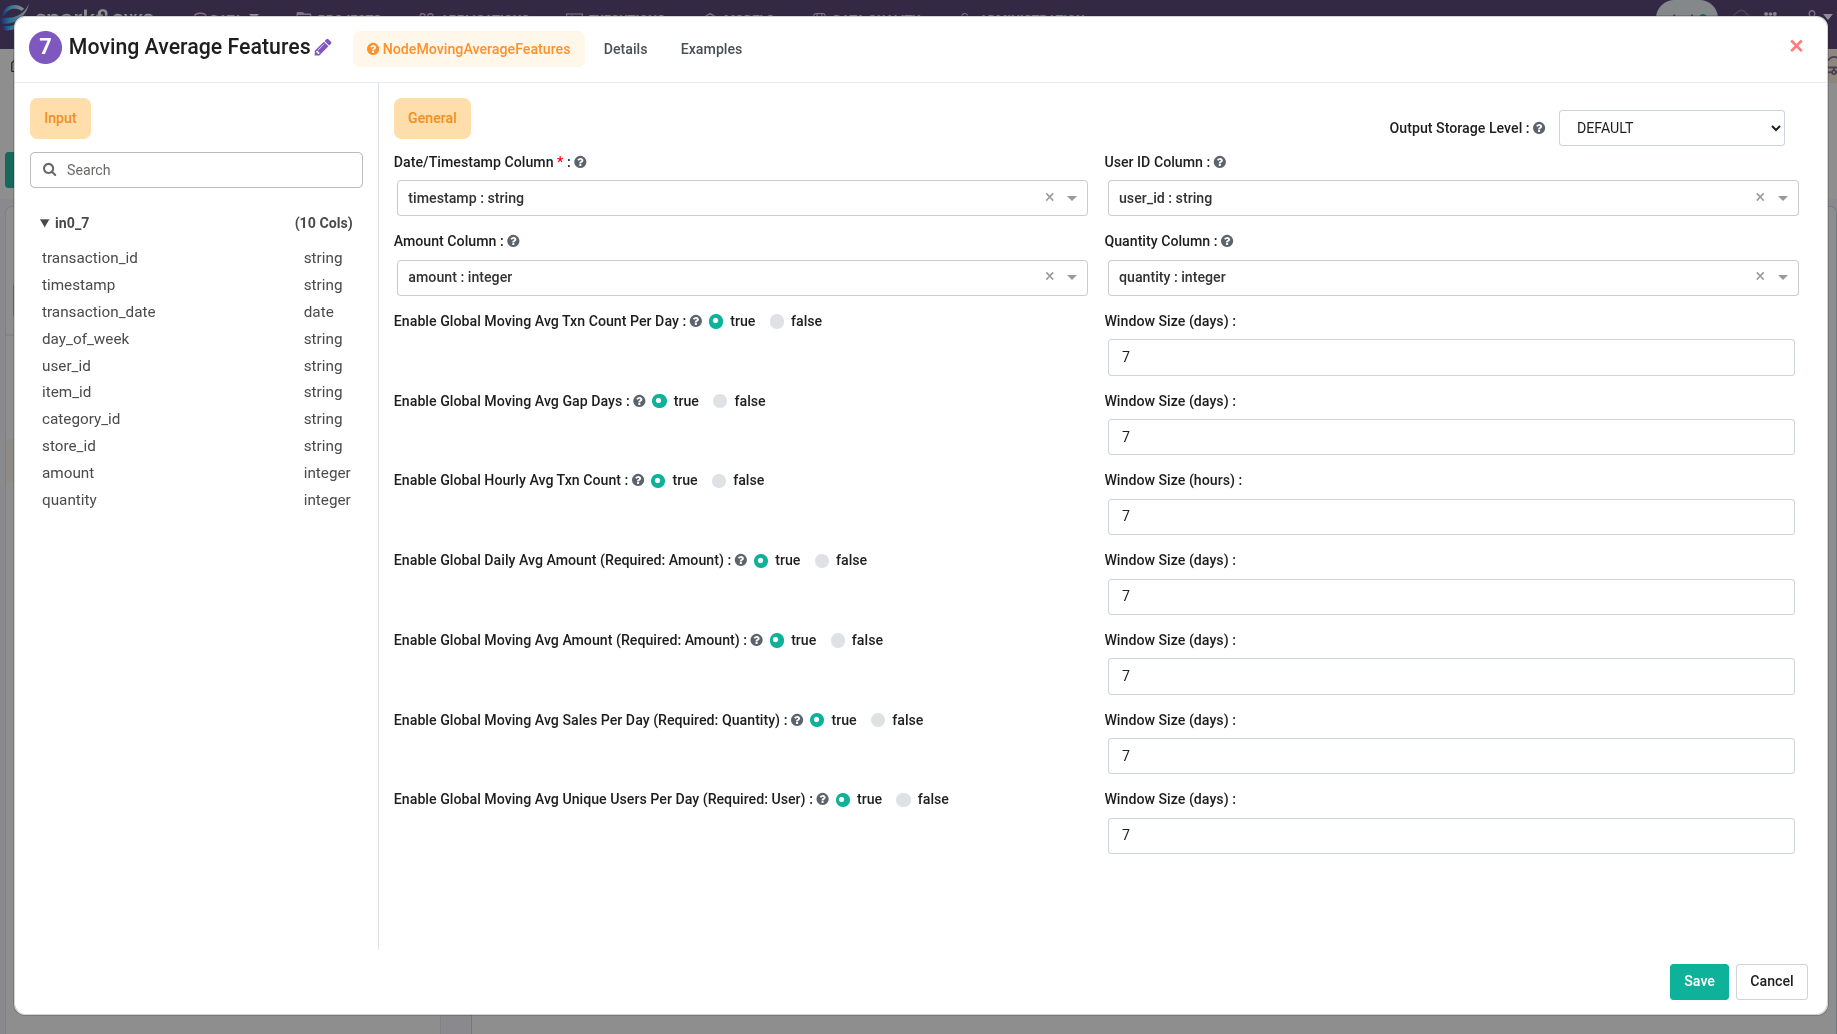 7 Moving Average Features
NodeMovingAverageFeatures Details Examples
Input
Search
in0_7 (10 Cols)
transaction_id string
timestamp string
transaction_date date
day_of_week string
user_id string
item_id string
category_id string
store_id string
amount integer
quantity integer
General
Output Storage Level : DEFAULT
Date/Timestamp Column * :
timestamp : string
User ID Column :
user_id : string
Amount Column :
amount : integer
Quantity Column :
quantity : integer
Enable Global Moving Avg Txn Count Per Day : true false
Window Size (days) :
7
Enable Global Moving Avg Gap Days : true false
Window Size (days) :
7
Enable Global Hourly Avg Txn Count : true false
Window Size (hours) :
7
Enable Global Daily Avg Amount (Required: Amount) : true false
Window Size (days) :
7
Enable Global Moving Avg Amount (Required: Amount) : true false
Window Size (days) :
7
Enable Global Moving Avg Sales Per Day (Required: Quantity) : true false
Window Size (days) :
7
Enable Global Moving Avg Unique Users Per Day (Required: User) : true false
Window Size (days) :
7
Save Cancel